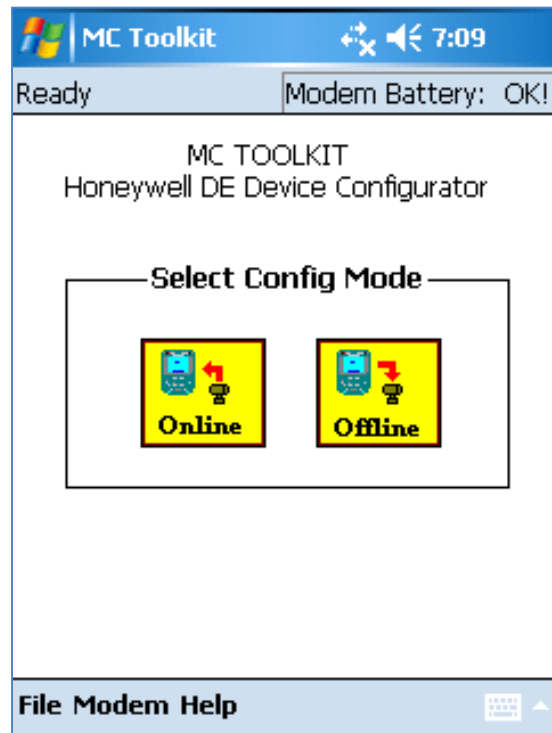 MC Toolkit 7:09
Ready Modem Battery: OK!
MC TOOLKIT
Honeywell DE Device Configurator
Select Config Mode
Online Offline
File Modem Help